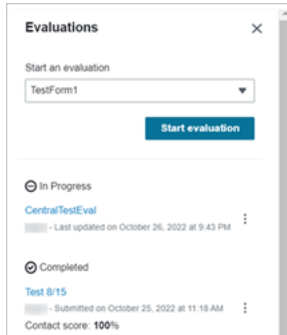 Evaluations
Start an evaluation
TestForm1
Start evaluation
In Progress
CentralTestEval
- Last updated on October 26, 2022 at 9:43 PM
Completed
Test 8/15
- Submitted on October 25, 2022 at 11:18 AM
Contact score: 100%